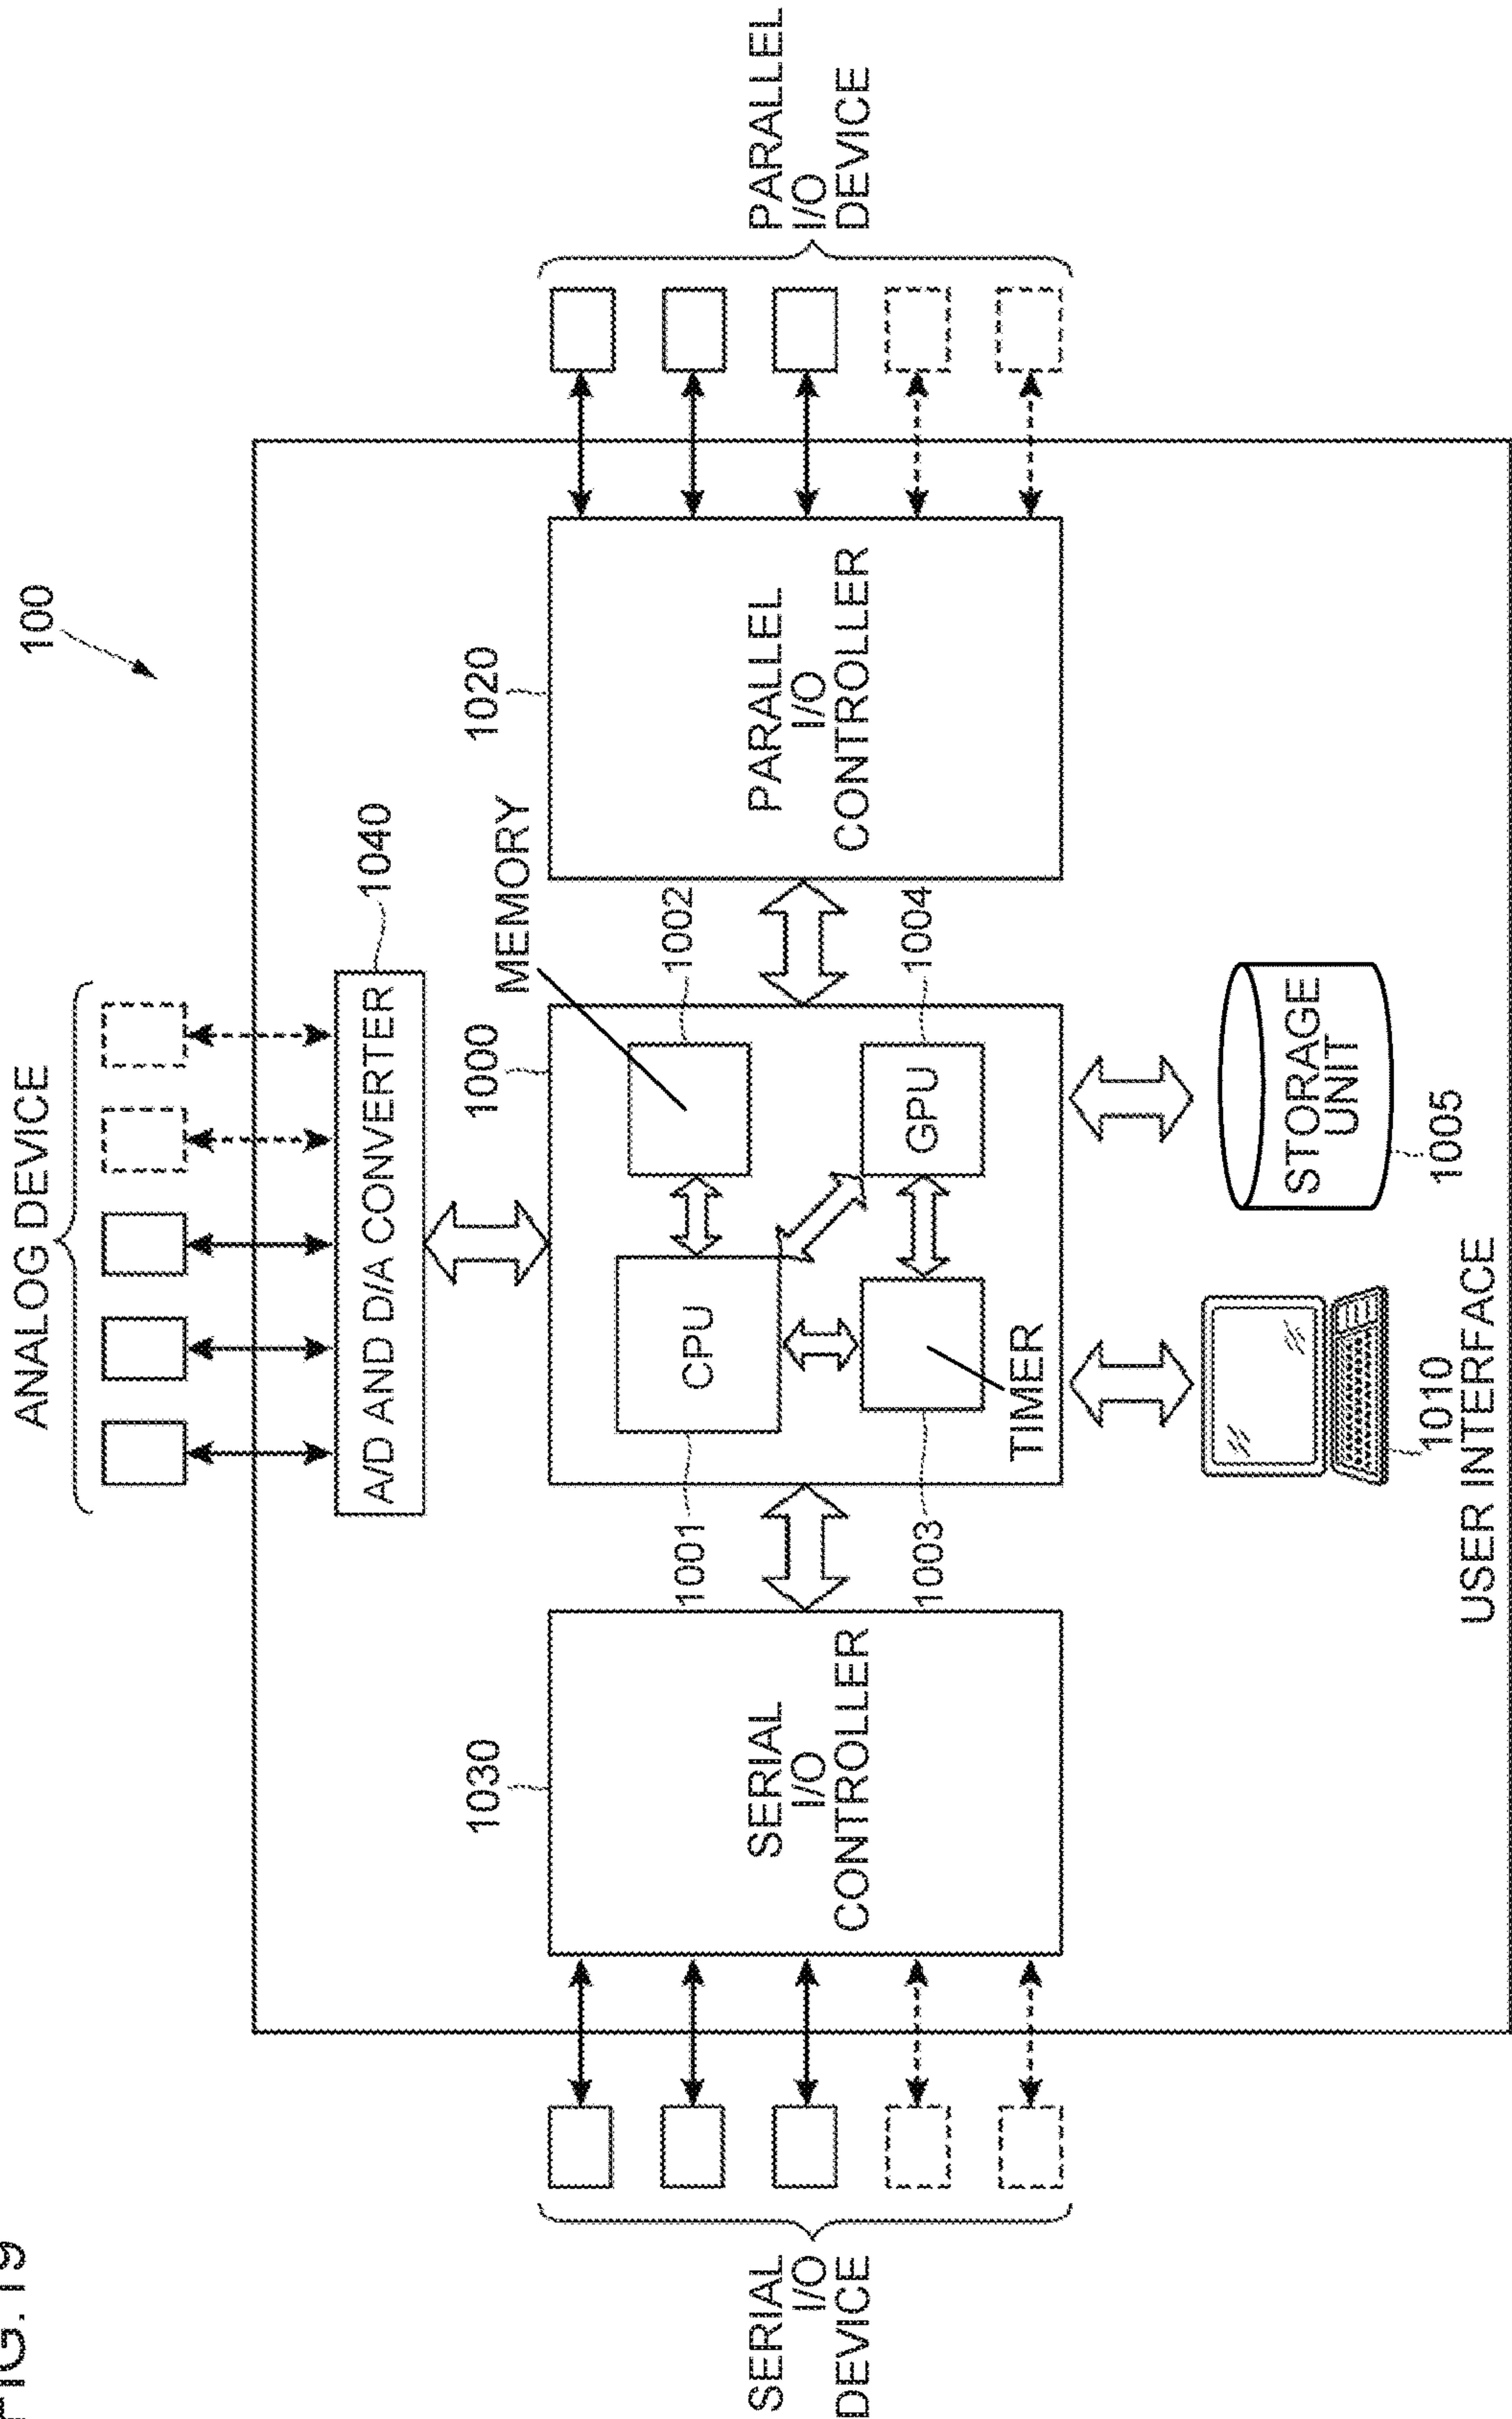 FIG. 19
100
ANALOG DEVICE
A/D AND D/A CONVERTER
1040
1030
1000
MEMORY
1020
SERIAL
I/O
DEVICE
SERIAL
I/O
CONTROLLER
1001
CPU
1002
1003
TIMER
GPU
1004
PARALLEL
I/O
CONTROLLER
PARALLEL
I/O
DEVICE
STORAGE
UNIT
1010
USER INTERFACE
1005